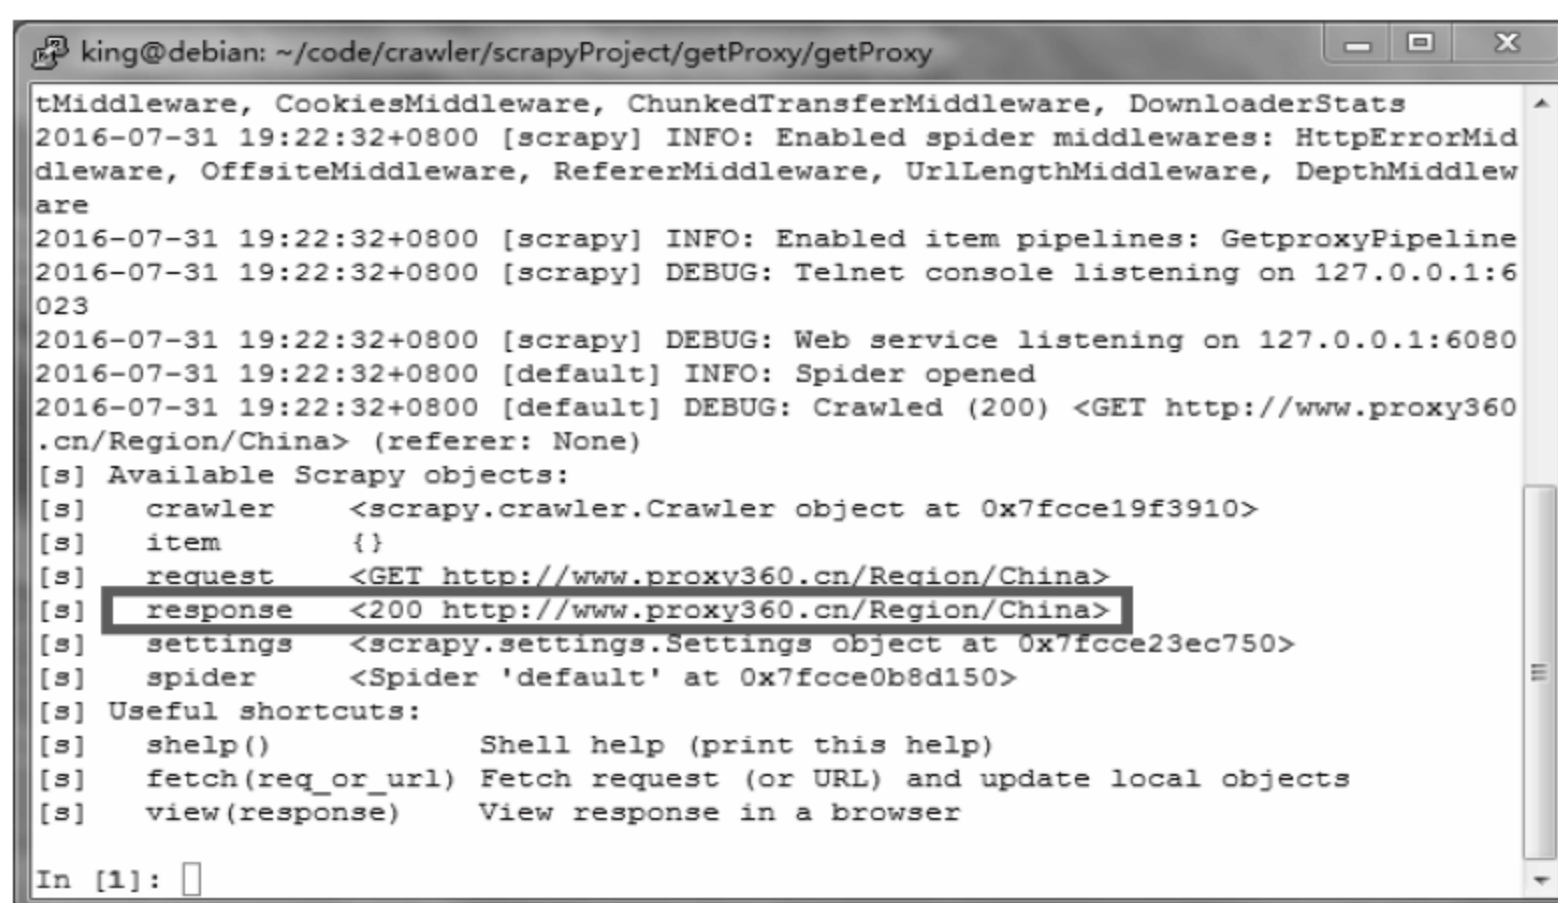 king@debian: ~/code/crawler/scrapyProject/getProxy/getProxy
tMiddleware, CookiesMiddleware, ChunkedTransferMiddleware, DownloaderStats
2016-07-31 19:22:32+0800 [scrapy] INFO: Enabled spider middlewares: HttpErrorMid
dleware, OffsiteMiddleware, RefererMiddleware, UrlLengthMiddleware, DepthMiddlew
are
2016-07-31 19:22:32+0800 [scrapy] INFO: Enabled item pipelines: GetproxyPipeline
2016-07-31 19:22:32+0800 [scrapy] DEBUG: Telnet console listening on 127.0.0.1:6
023
2016-07-31 19:22:32+0800 [scrapy] DEBUG: Web service listening on 127.0.0.1:6080
2016-07-31 19:22:32+0800 [default] INFO: Spider opened
2016-07-31 19:22:32+0800 [default] DEBUG: Crawled (200) <GET http://www.proxy360
.cn/Region/China> (referer: None)
[s] Available Scrapy objects:
[s]   crawler    <scrapy.crawler.Crawler object at 0x7fcce19f3910>
[s]   item       {}
[s]   request    <GET http://www.proxy360.cn/Region/China>
[s]   response   <200 http://www.proxy360.cn/Region/China>
[s]   settings   <scrapy.settings.Settings object at 0x7fcce23ec750>
[s]   spider     <Spider 'default' at 0x7fcce0b8d150>
[s] Useful shortcuts:
[s]   shelp()           Shell help (print this help)
[s]   fetch(req_or_url) Fetch request (or URL) and update local objects
[s]   view(response)    View response in a browser
In [1]: